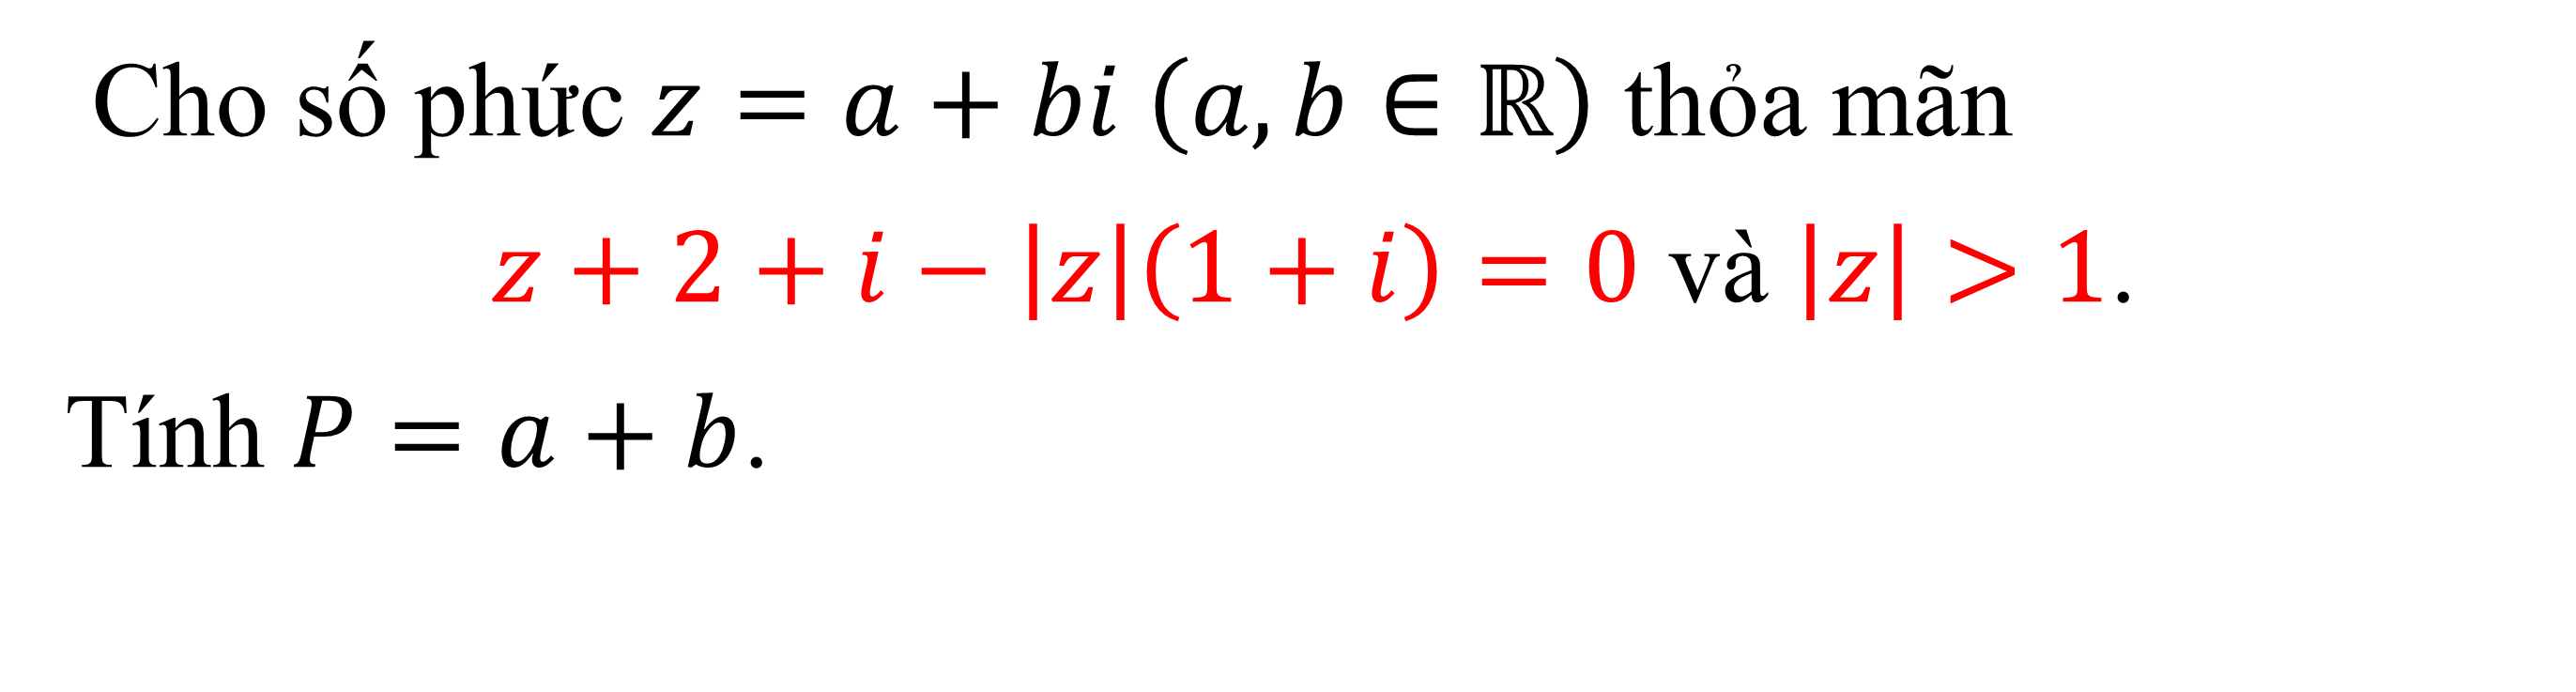 Cho số phức z = a + bi (a, b ∈ ℝ) thỏa mãn
z + 2 + i − |z|(1 + i) = 0 và |z| > 1.
Tính P = a + b.